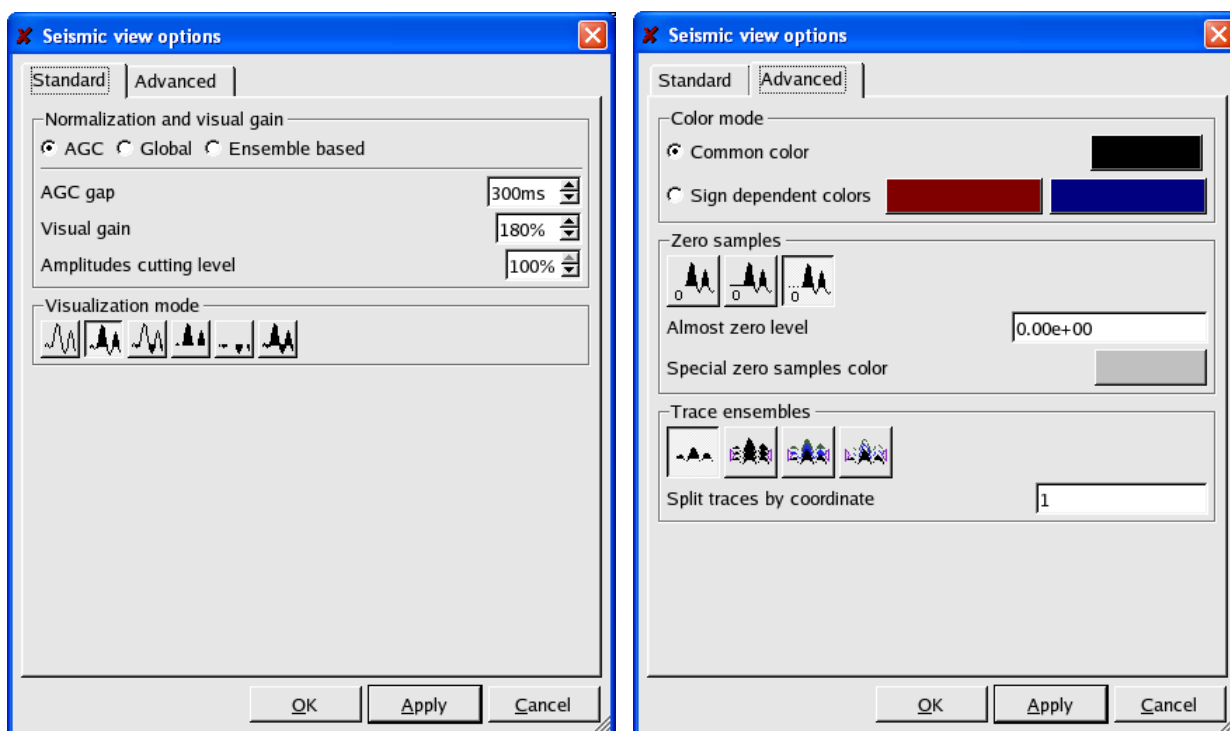 Seismic view options
Standard Advanced
Normalization and visual gain
AGC Global Ensemble based
AGC gap 300ms
Visual gain 180%
Amplitudes cutting level 100%
Visualization mode
OK Apply Cancel
Seismic view options
Standard Advanced
Color mode
Common color
Sign dependent colors
Zero samples
0 0 0
Almost zero level 0.00e+00
Special zero samples color
Trace ensembles
Split traces by coordinate 1
OK Apply Cancel